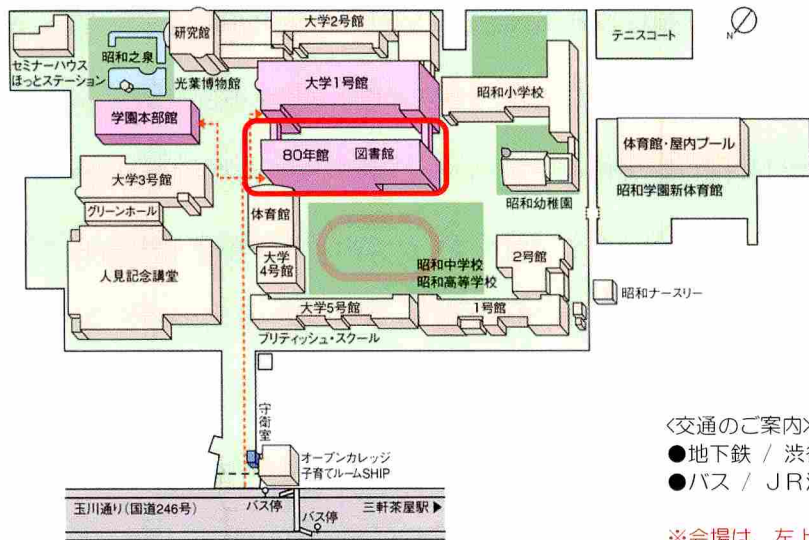 研究館
大学2号館
昭和之泉
セミナーハウス
ほっとステーション
光葉博物館
大学1号館
昭和小学校
N
テニスコート
学園本部館
80年館 図書館
体育館・屋内プール
昭和学園新体育館
昭和幼稚園
大学3号館
グリーンホール
体育館
人見記念講堂
大学
4号館
昭和中学校
昭和高等学校
2号館
昭和ナースリー
大学5号館
1号館
ブリティッシュ・スクール
守衛室
オープンカレッジ
子育てルームSHIP
玉川通り(国道246号)
バス停
バス停
三軒茶屋駅▶
<交通のご案内>
●地下鉄 / 渋
●バス / JR
※会場は、左上